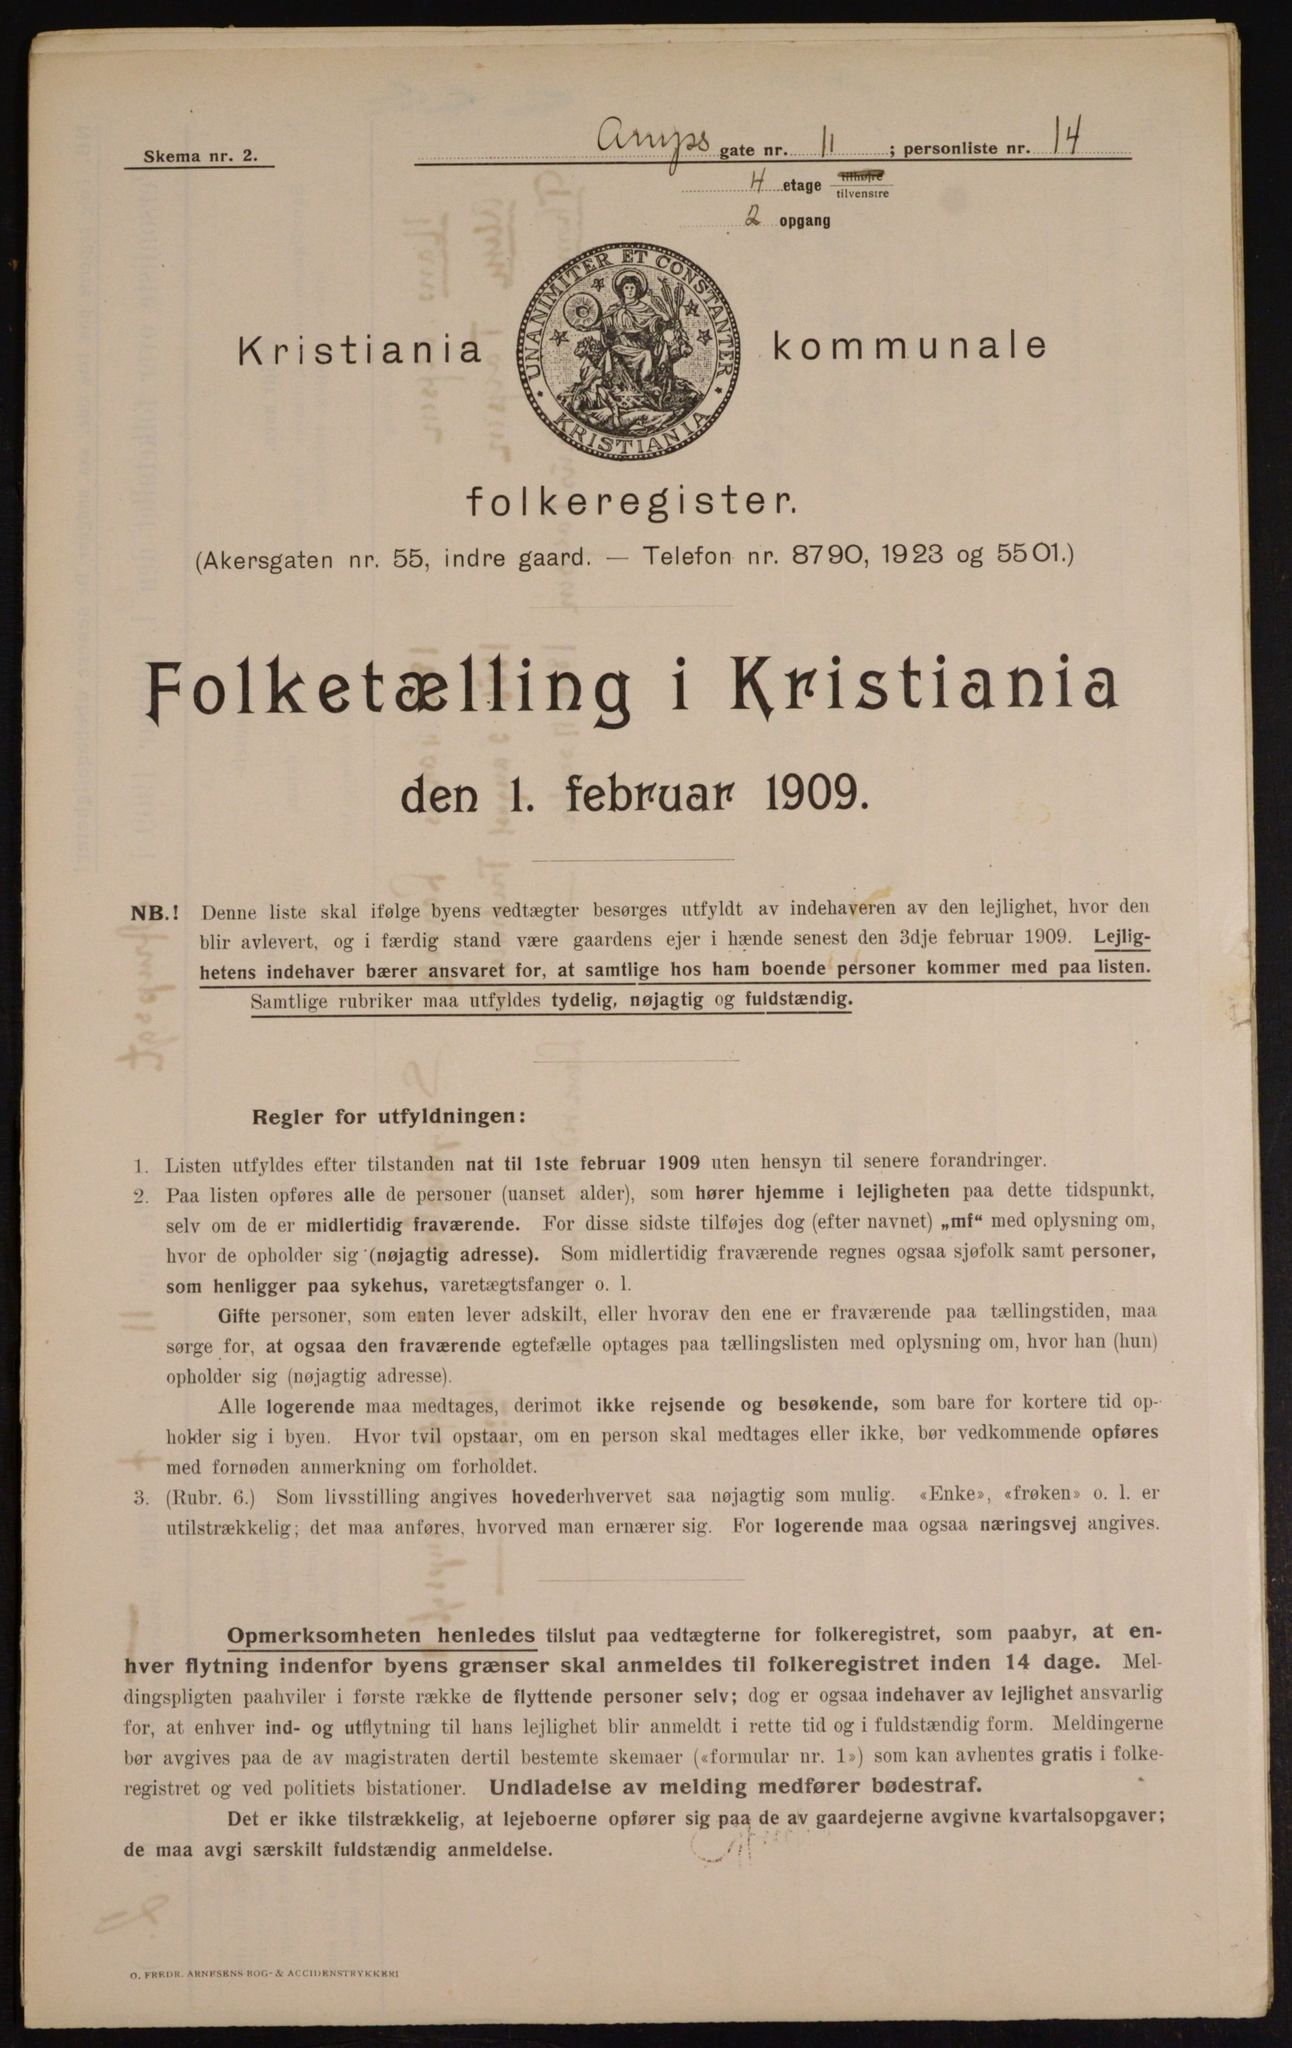 Skema nr. 2.
Amps gate nr. 11 ; personliste nr. 14
4 etage tilhøjre
tilvenstre
2 opgang
Kristiania kommunale
UNANIMITER ET CONSTANTER
KRISTIANIA
folkeregister.
(Akersgaten nr. 55, indre gaard. — Telefon nr. 8790, 1923 og 5501.)
Folketælling i Kristiania
den 1. februar 1909.
NB.! Denne liste skal ifølge byens vedtægter besørges utfyldt av indehaveren av den lejlighet, hvor den
blir avlevert, og i færdig stand være gaardens ejer i hænde senest den 3dje februar 1909. Lejlig-
hetens indehaver bærer ansvaret for, at samtlige hos ham boende personer kommer med paa listen.
Samtlige rubriker maa utfyldes tydelig, nøjagtig og fuldstændig.
Regler for utfyldningen:
1. Listen utfyldes efter tilstanden nat til 1ste februar 1909 uten hensyn til senere forandringer.
2. Paa listen opføres alle de personer (uanset alder), som hører hjemme i lejligheten paa dette tidspunkt,
selv om de er midlertidig fraværende. For disse sidste tilføjes dog (efter navnet) „mf“ med oplysning om,
hvor de opholder sig (nøjagtig adresse). Som midlertidig fraværende regnes ogsaa sjøfolk samt personer,
som henligger paa sykehus, varetægtsfanger o. l.
Gifte personer, som enten lever adskilt, eller hvorav den ene er fraværende paa tællingstiden, maa
sørge for, at ogsaa den fraværende egtefælle optages paa tællingslisten med oplysning om, hvor han (hun)
opholder sig (nøjagtig adresse).
Alle logerende maa medtages, derimot ikke rejsende og besøkende, som bare for kortere tid op-
holder sig i byen. Hvor tvil opstaar, om en person skal medtages eller ikke, bør vedkommende opføres
med fornøden anmerkning om forholdet.
3. (Rubr. 6.) Som livsstilling angives hovederhvervet saa nøjagtig som mulig. «Enke», «frøken» o. l. er
utilstrækkelig; det maa anføres, hvorved man ernærer sig. For logerende maa ogsaa næringsvej angives.
Opmerksomheten henledes tilslut paa vedtægterne for folkeregistret, som paabyr, at en-
hver flytning indenfor byens grænser skal anmeldes til folkeregistret inden 14 dage. Mel-
dingspligten paahviler i første række de flyttende personer selv; dog er ogsaa indehaver av lejlighet ansvarlig
for, at enhver ind- og utflytning til hans lejlighet blir anmeldt i rette tid og i fuldstændig form. Meldingerne
bør avgives paa de av magistraten dertil bestemte skemaer («formular nr. 1») som kan avhentes gratis i folke-
registret og ved politiets bistationer. Undladelse av melding medfører bødestraf.
Det er ikke tilstrækkelig, at lejeboerne opfører sig paa de av gaardejerne avgivne kvartalsopgaver;
de maa avgi særskilt fuldstændig anmeldelse.
O. FREDR. ARNESENS BOG- & ACCIDENSTRYKKERI